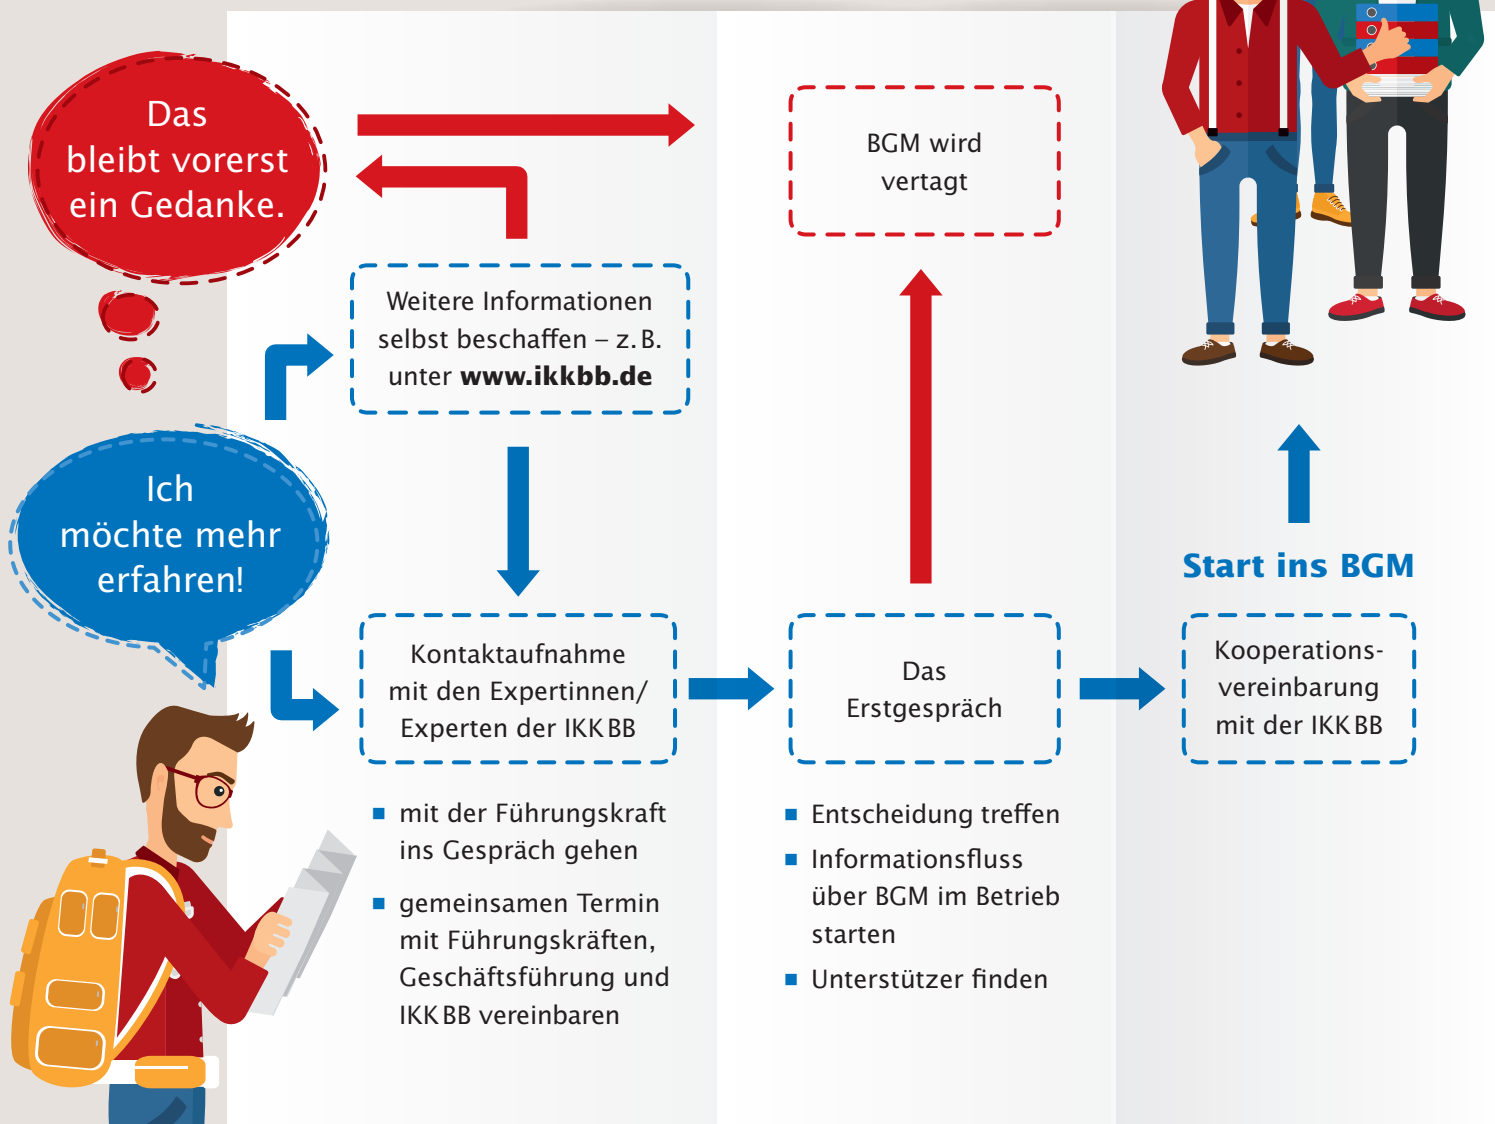 Das
bleibt vorerst
ein Gedanke.
BGM wird
vertagt
Weitere Informationen
selbst beschaffen – z. B.
unter www.ikkbb.de
Ich
möchte mehr
erfahren!
Start ins BGM
Kontaktaufnahme
mit den Expertinnen/
Experten der IKK BB
Das
Erstgespräch
Kooperations-
vereinbarung
mit der IKK BB
mit der Führungskraft
ins Gespräch gehen
gemeinsamen Termin
mit Führungskräften,
Geschäftsführung und
IKK BB vereinbaren
Entscheidung treffen
Informationsfluss
über BGM im Betrieb
starten
Unterstützer finden